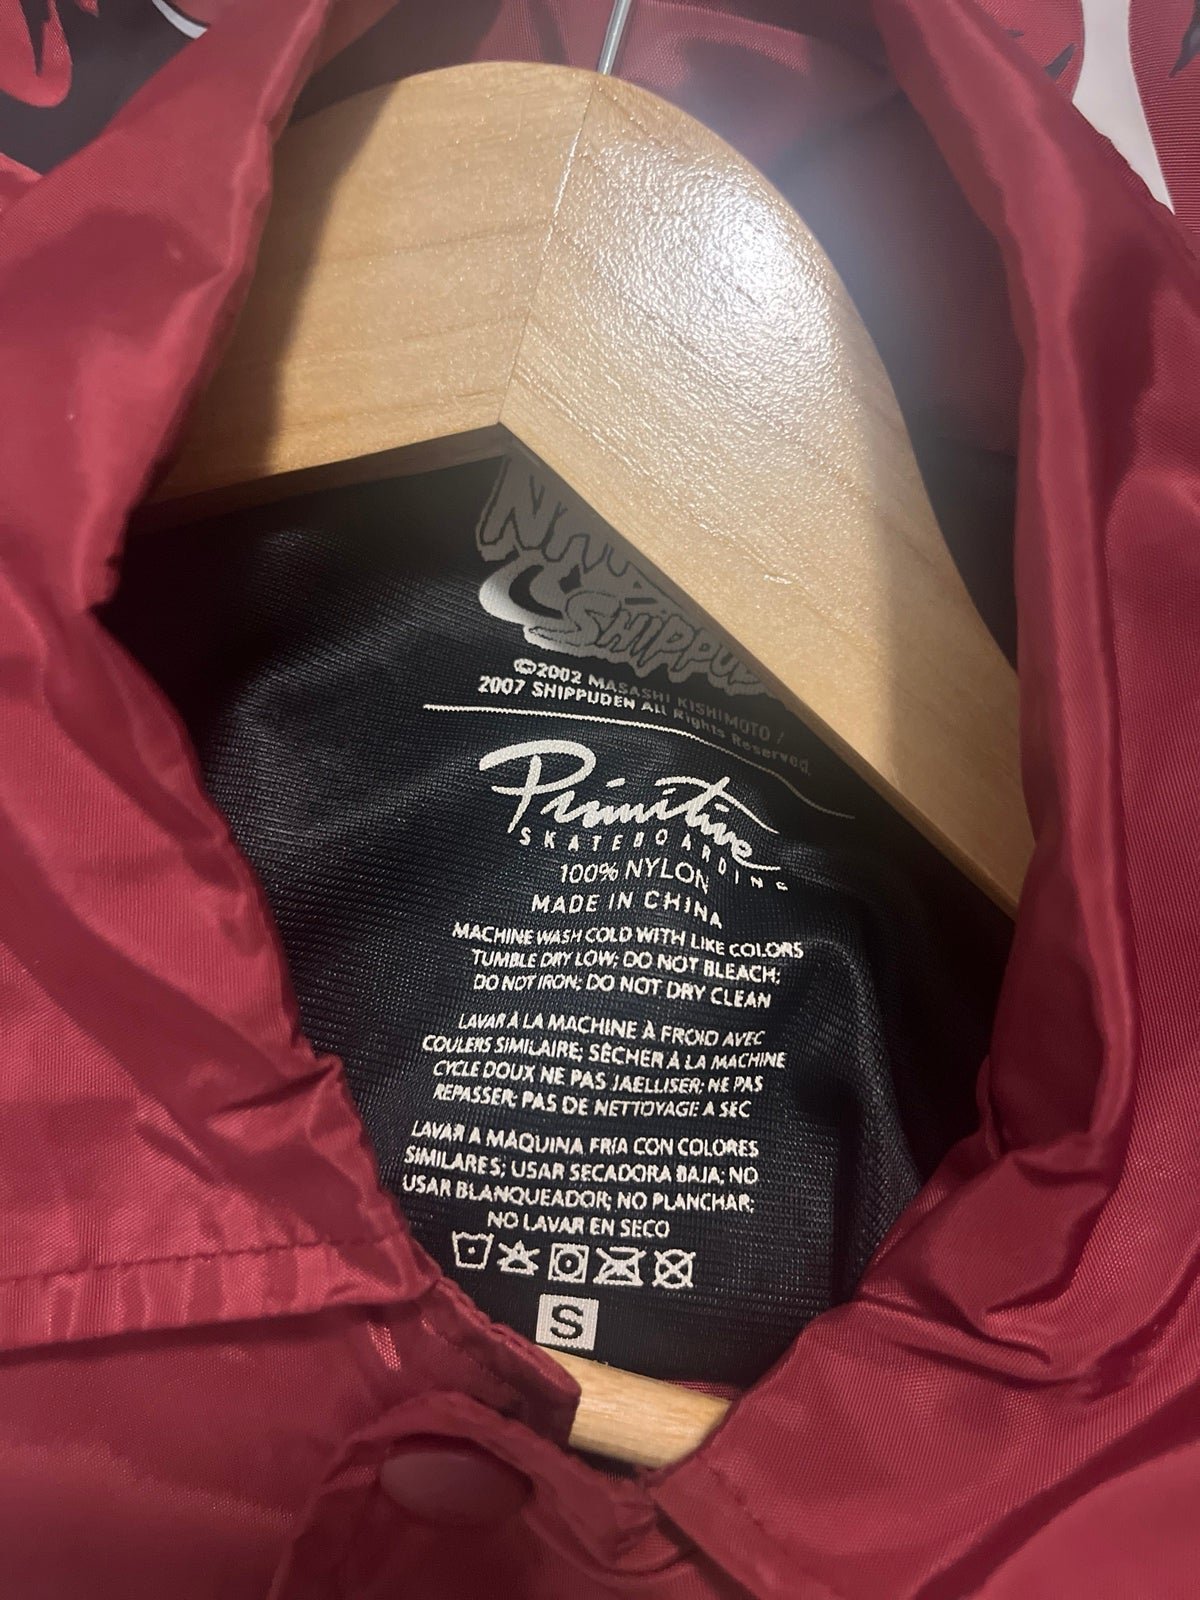 SHIPPUD
©2002 MASASHI KISHIMOTO /
2007 SHIPPUDEN All Rights Reserved.
Primitive
SKATEBOARDING
100% NYLON
MADE IN CHINA
MACHINE WASH COLD WITH LIKE COLORS
TUMBLE DRY LOW; DO NOT BLEACH;
DO NOT IRON; DO NOT DRY CLEAN
LAVAR À LA MACHINE À FROID AVEC
COULERS SIMILAIRE; SÈCHER À LA MACHINE
CYCLE DOUX NE PAS JAELLISER; NE PAS
REPASSER; PAS DE NETTOYAGE A SEC
LAVAR A MAQUINA FRIA CON COLORES
SIMILARES; USAR SECADORA BAJA; NO
USAR BLANQUEADOR; NO PLANCHAR;
NO LAVAR EN SECO
S